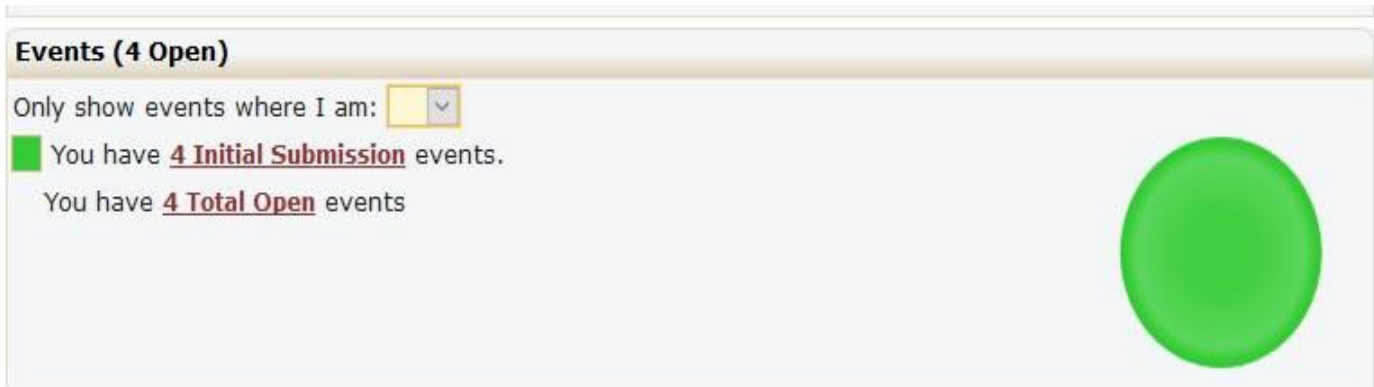 Events (4 Open)
Only show events where I am:
You have 4 Initial Submission events.
You have 4 Total Open events